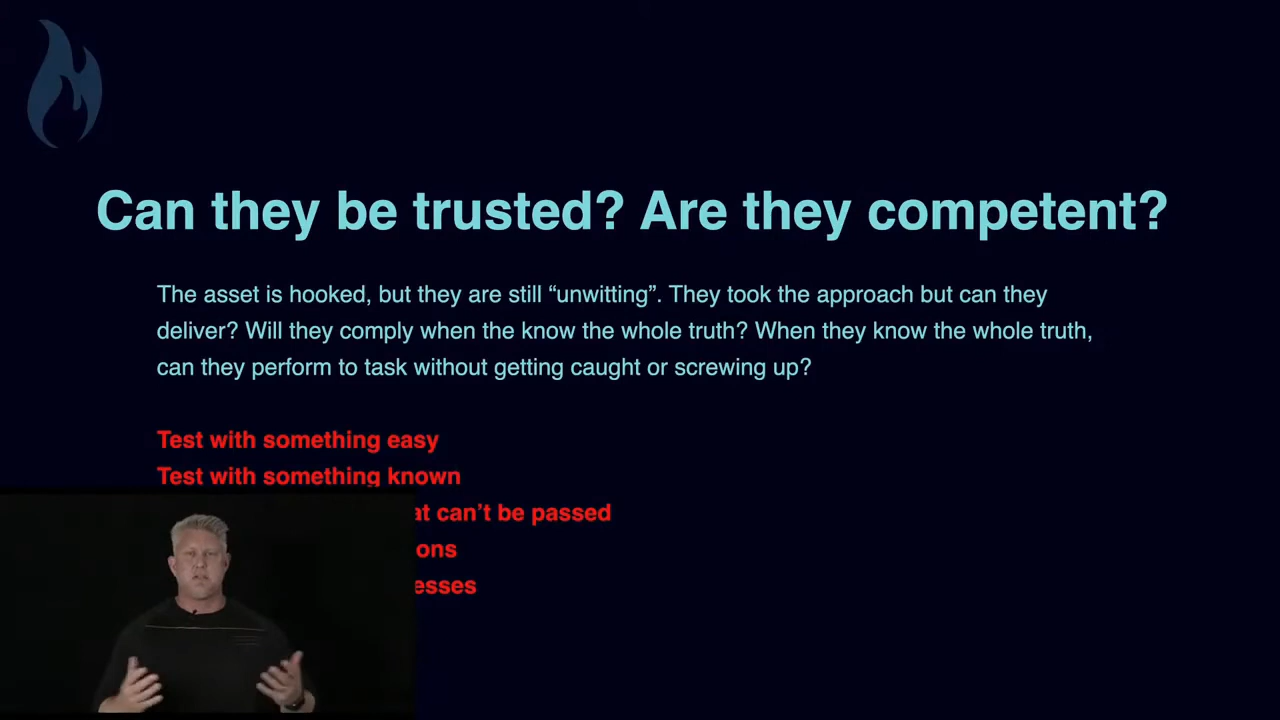 Can they be trusted? Are they competent?
The asset is hooked, but they are still “unwitting”. They took the approach but can they
deliver? Will they comply when the know the whole truth? When they know the whole truth,
can they perform to task without getting caught or screwing up?
Test with something easy
Test with something known
can’t be passed